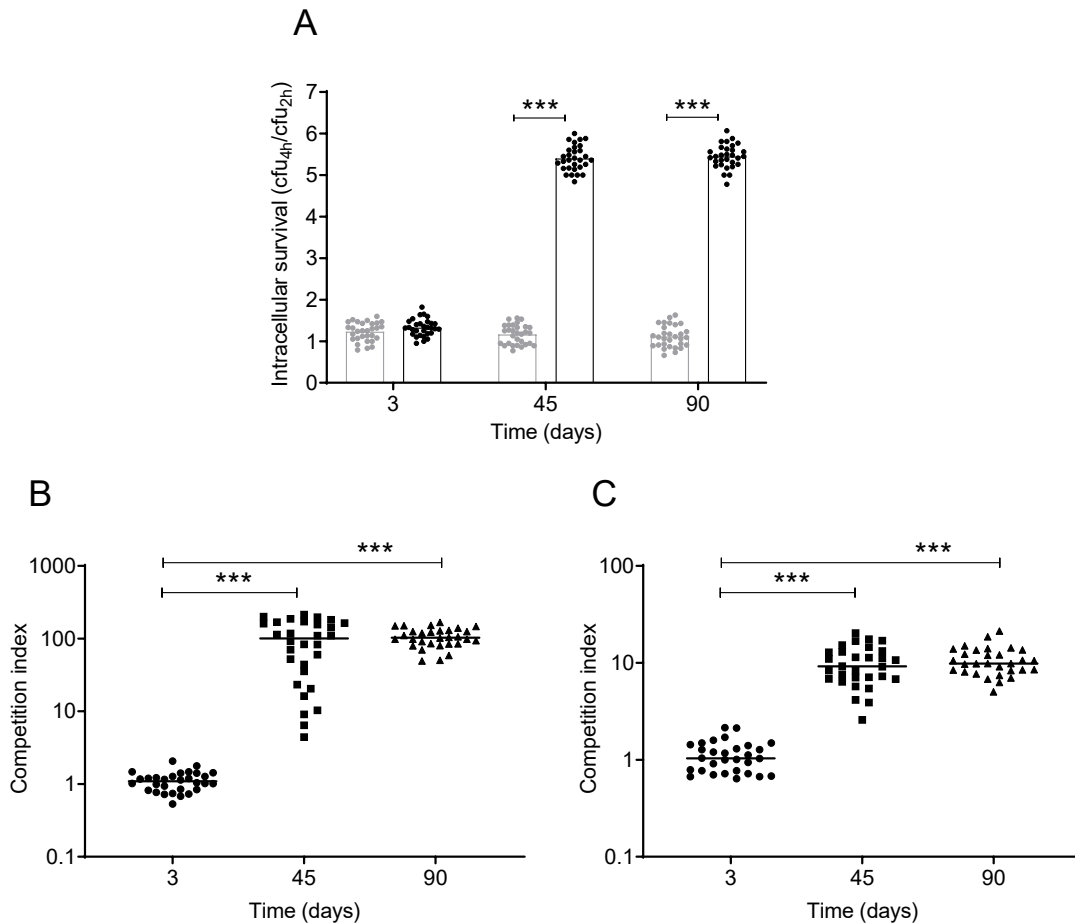 A
Intracellular survival (cfu4h/cfu2h)
7
6
5
4
3
2
1
0
***
***
3 45 90
Time (days)
B
Competition index
1000
100
10
1
0.1
***
***
3 45 90
Time (days)
C
Competition index
100
10
1
0.1
***
***
3 45 90
Time (days)